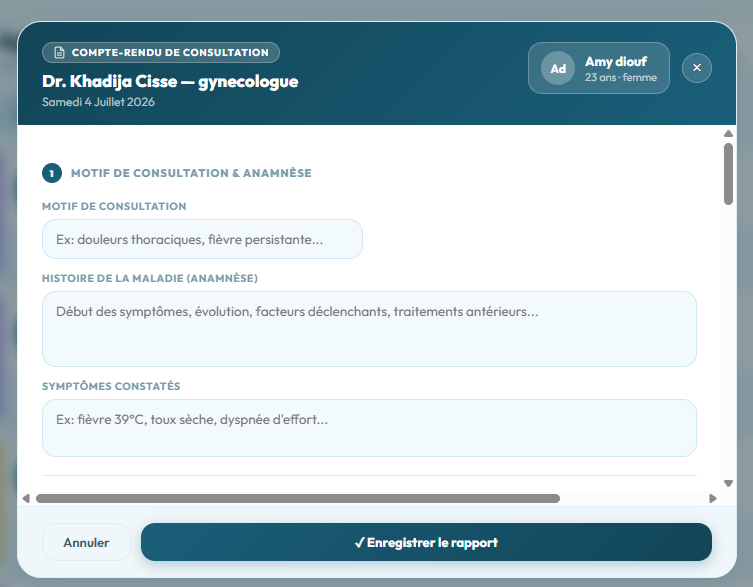 COMPTE-RENDU DE CONSULTATION
Dr. Khadija Cisse — gynecologue
Samedi 4 Juillet 2026
Ad
Amy diouf
23 ans · femme
×
1 MOTIF DE CONSULTATION & ANAMNÈSE
MOTIF DE CONSULTATION
Ex: douleurs thoraciques, fièvre persistante...
HISTOIRE DE LA MALADIE (ANAMNÈSE)
Début des symptômes, évolution, facteurs déclenchants, traitements antérieurs...
SYMPTÔMES CONSTATÉS
Ex: fièvre 39°C, toux sèche, dyspnée d'effort...
Annuler
✓ Enregistrer le rapport